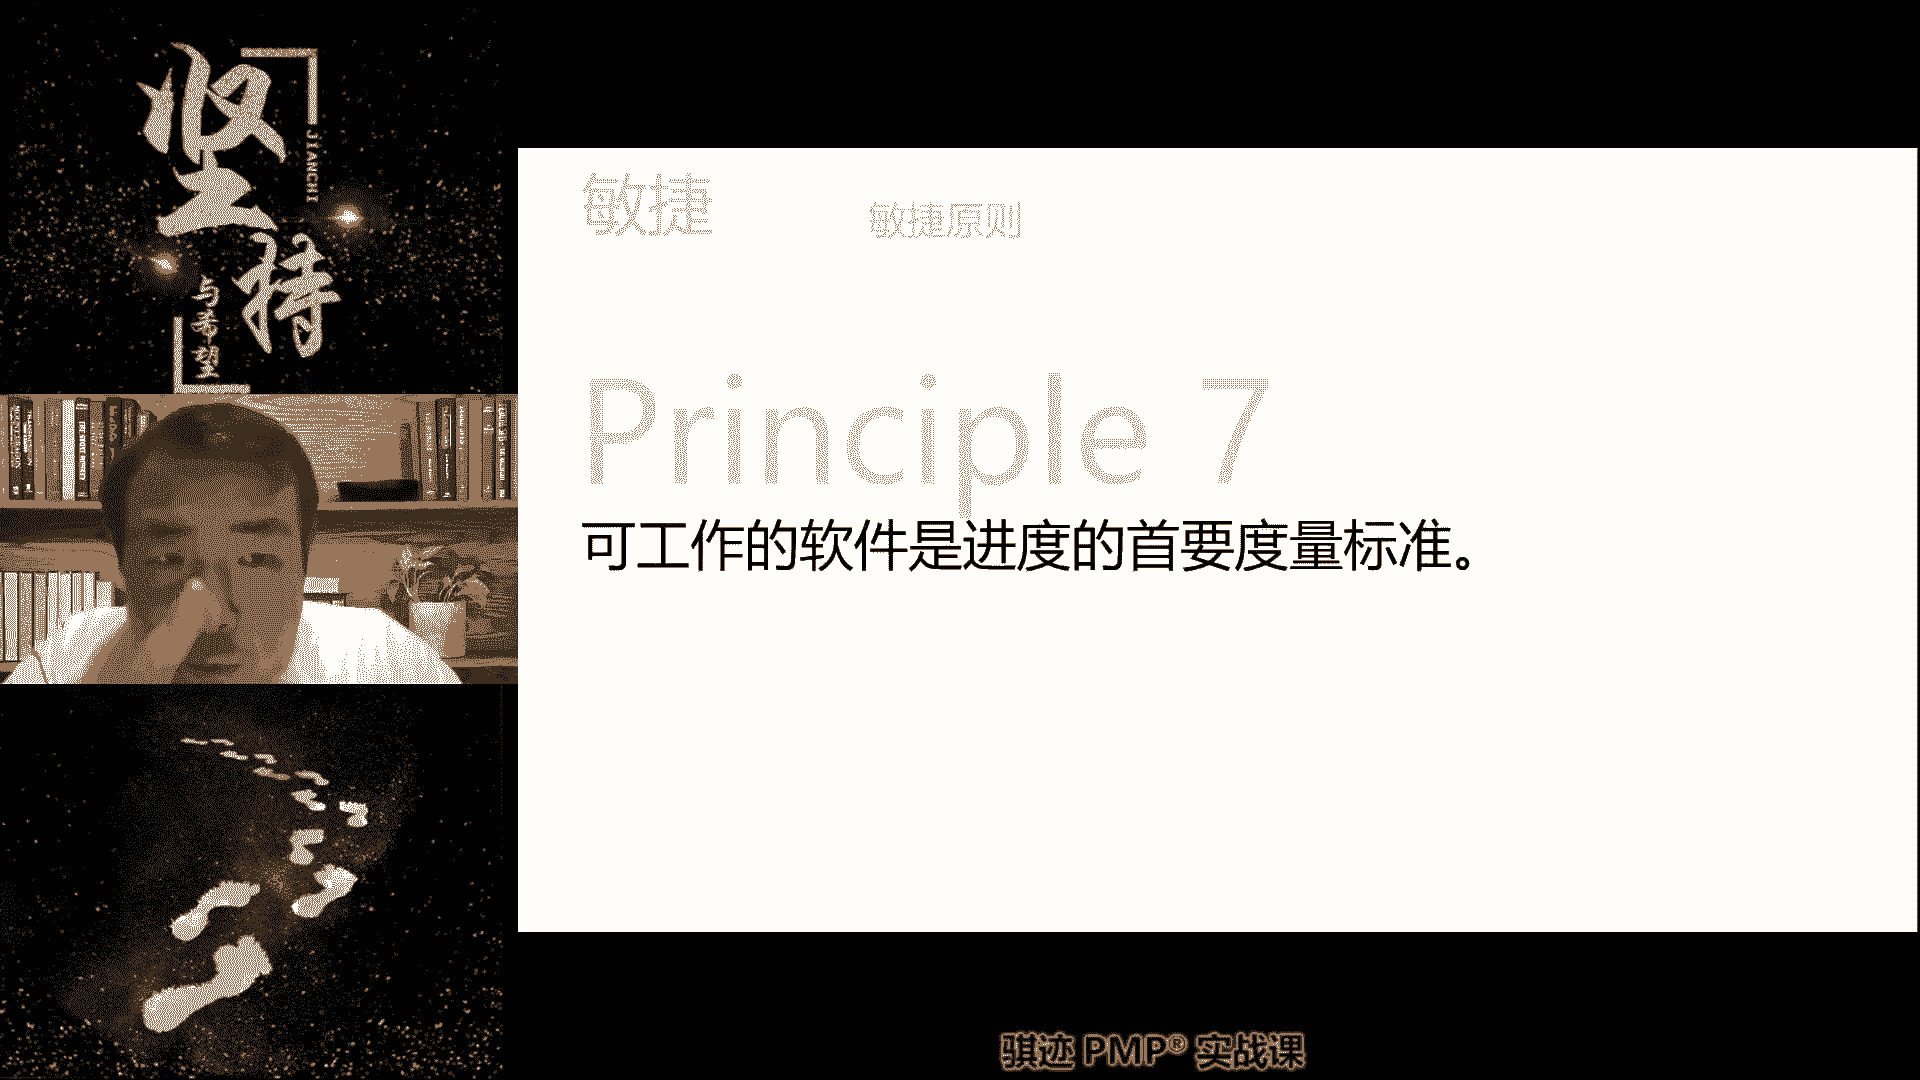 坚持
JIANCHI
与希望
敏捷
敏捷原则
Principle 7
可工作的软件是进度的首要度量标准。
骐迹 PMP® 实战课